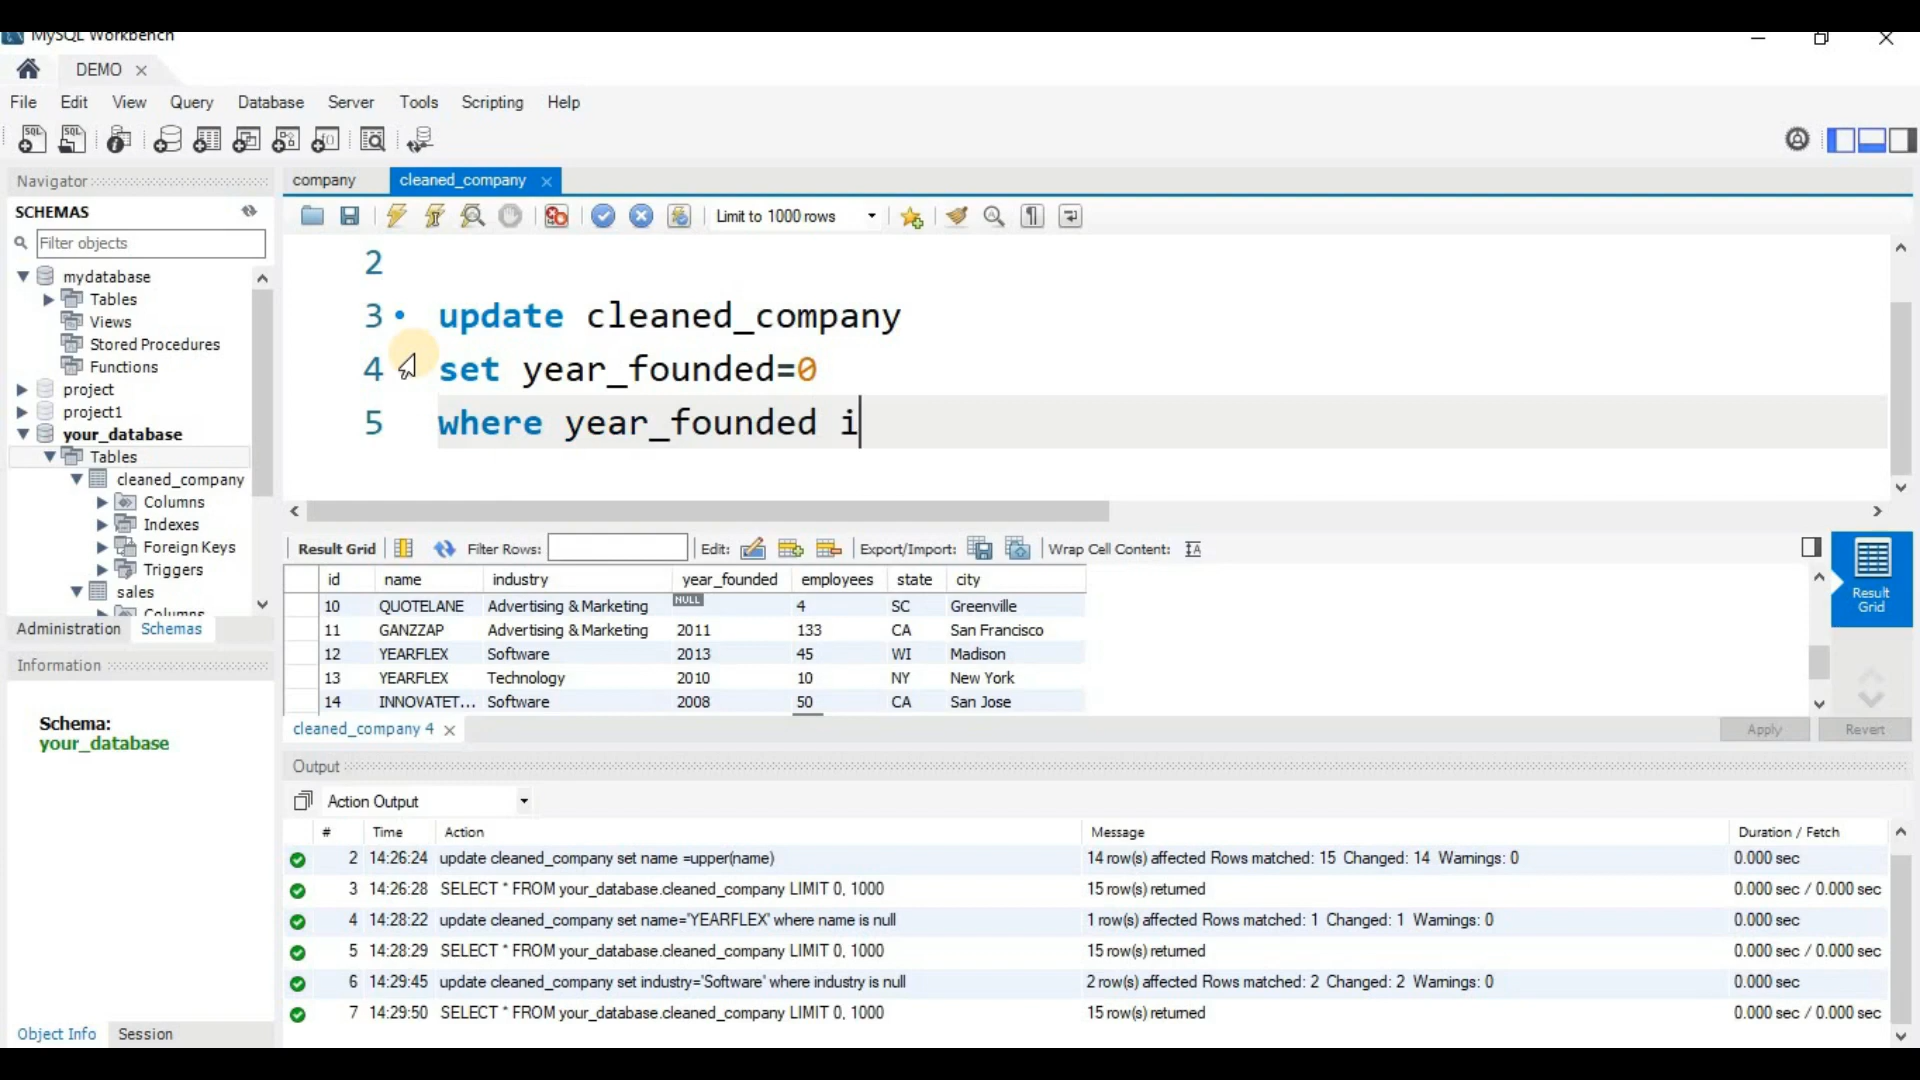 MySQL Workbench
DEMO
File Edit View Query Database Server Tools Scripting Help
Navigator
company cleaned_company
SCHEMAS
Limit to 1000 rows
Filter objects
mydatabase
Tables
Views
Stored Procedures
Functions
project
project1
your_database
Tables
cleaned_company
Columns
Indexes
Foreign Keys
Triggers
sales
Columns
Administration Schemas
Information
Schema:
your_database
Object Info Session
2
3 update cleaned_company
4 set year_founded=0
5 where year_founded i
Result Grid Filter Rows: Edit: Export/Import: Wrap Cell Content:
Result
Grid
id name industry year_founded employees state city
10 QUOTELANE Advertising & Marketing NULL 4 SC Greenville
11 GANZZAP Advertising & Marketing 2011 133 CA San Francisco
12 YEARFLEX Software 2013 45 WI Madison
13 YEARFLEX Technology 2010 10 NY New York
14 INNOVATET... Software 2008 50 CA San Jose
cleaned_company 4 Apply Revert
Output
Action Output
# Time Action Message Duration / Fetch
2 14:26:24 update cleaned_company set name =upper(name) 14 row(s) affected Rows matched: 15 Changed: 14 Warnings: 0 0.000 sec
3 14:26:28 SELECT * FROM your_database.cleaned_company LIMIT 0, 1000 15 row(s) returned 0.000 sec / 0.000 sec
4 14:28:22 update cleaned_company set name='YEARFLEX' where name is null 1 row(s) affected Rows matched: 1 Changed: 1 Warnings: 0 0.000 sec
5 14:28:29 SELECT * FROM your_database.cleaned_company LIMIT 0, 1000 15 row(s) returned 0.000 sec / 0.000 sec
6 14:29:45 update cleaned_company set industry='Software' where industry is null 2 row(s) affected Rows matched: 2 Changed: 2 Warnings: 0 0.000 sec
7 14:29:50 SELECT * FROM your_database.cleaned_company LIMIT 0, 1000 15 row(s) returned 0.000 sec / 0.000 sec